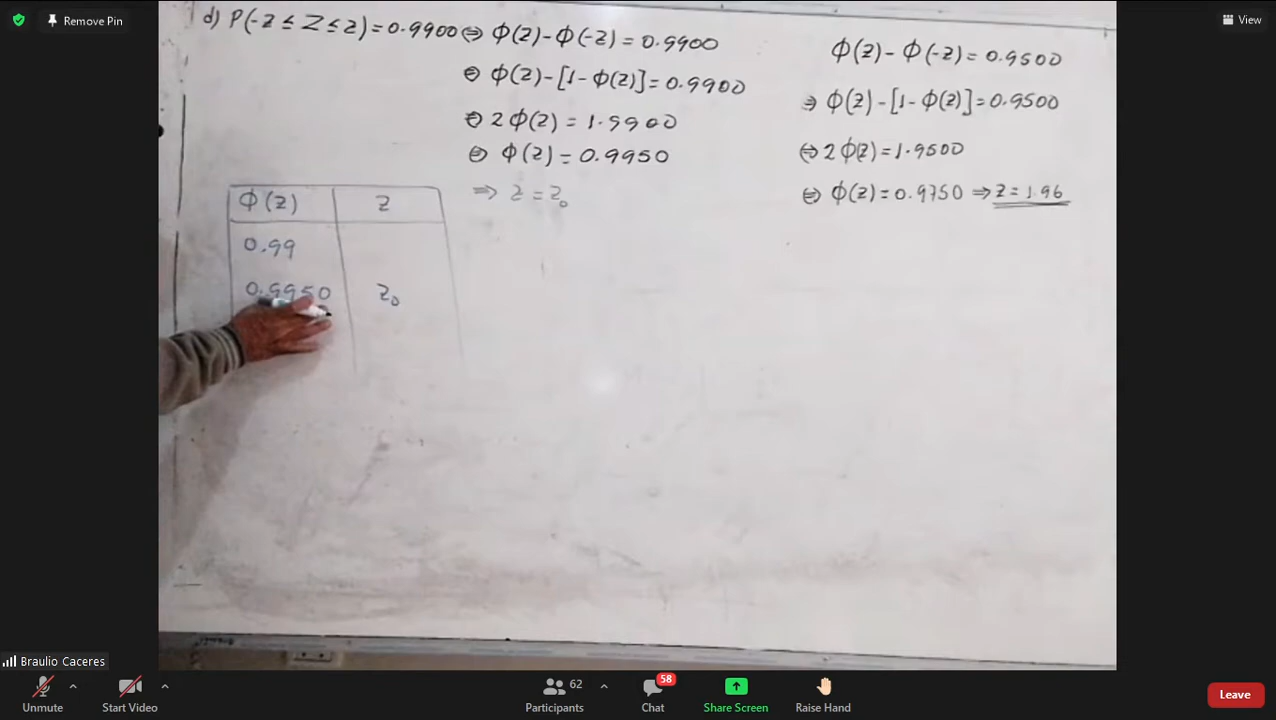 Remove Pin
View
d) P(-z ≤ Z ≤ z) = 0.9900 ⇔ Φ(z) - Φ(-z) = 0.9900
⇔ Φ(z) - [1 - Φ(z)] = 0.9900
⇔ 2Φ(z) = 1.9900
⇔ Φ(z) = 0.9950
⇒ z = z₀
Φ(z) - Φ(-z) = 0.9500
⇒ Φ(z) - [1 - Φ(z)] = 0.9500
⇔ 2Φ(z) = 1.9500
⇔ Φ(z) = 0.9750 ⇒ z = 1.96
Φ(z) z
0.99
0.9950 z₀
Braulio Caceres
Unmute
Start Video
62
Participants
58
Chat
Share Screen
Raise Hand
Leave